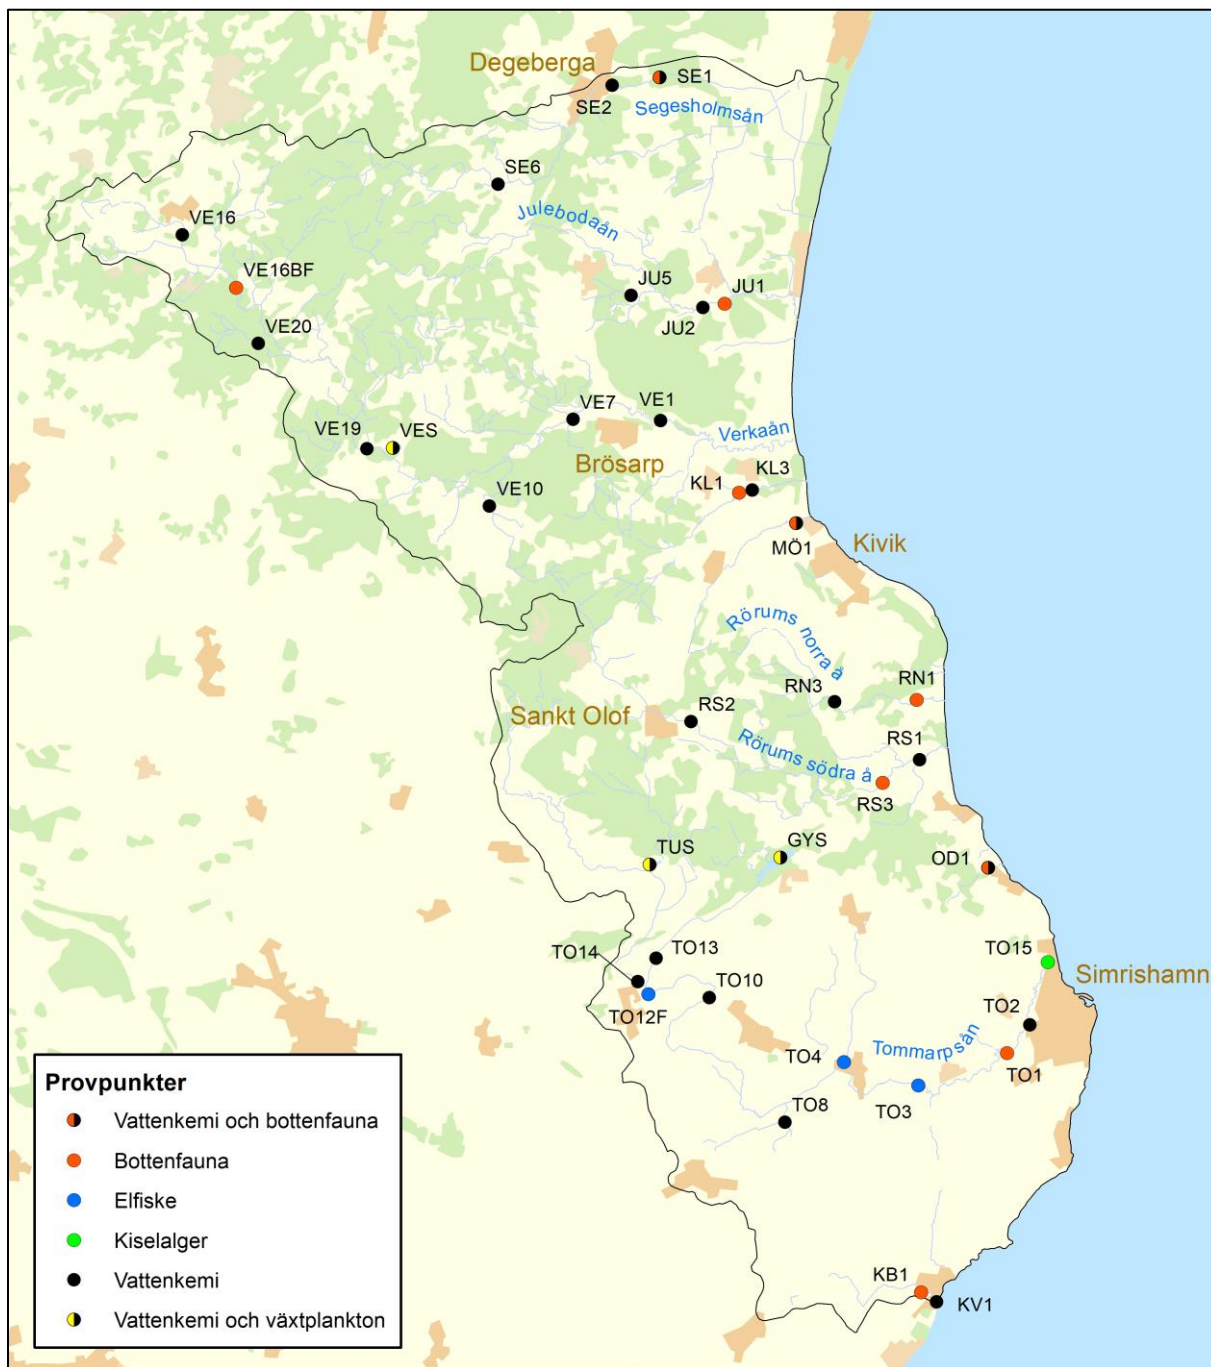 Degeberga
SE1
SE2
Segesholmsån
SE6
Julebodaån
VE16
VE16BF
JU5
JU1
JU2
VE20
VE7
VE1
Verkaån
VE19
VES
Brösarp
KL3
KL1
VE10
MÖ1
Kivik
Rörums norra å
RN3
RN1
RS2
Sankt Olof
RS1
Rörums södra å
RS3
TUS
GYS
OD1
TO14
TO13
TO15
Simrishamn
TO10
TO12F
TO2
TO4
Tommarpsån
TO1
TO3
TO8
KB1
KV1
Provpunkter
Vattenkemi och bottenfauna
Bottenfauna
Elfiske
Kiselalger
Vattenkemi
Vattenkemi och växtplankton